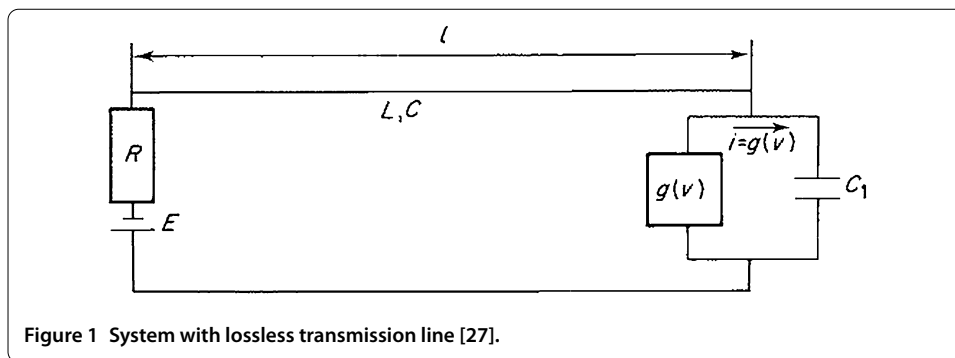 l
L, C
R
E
i=g(v)
g(v)
C₁
Figure 1 System with lossless transmission line [27].